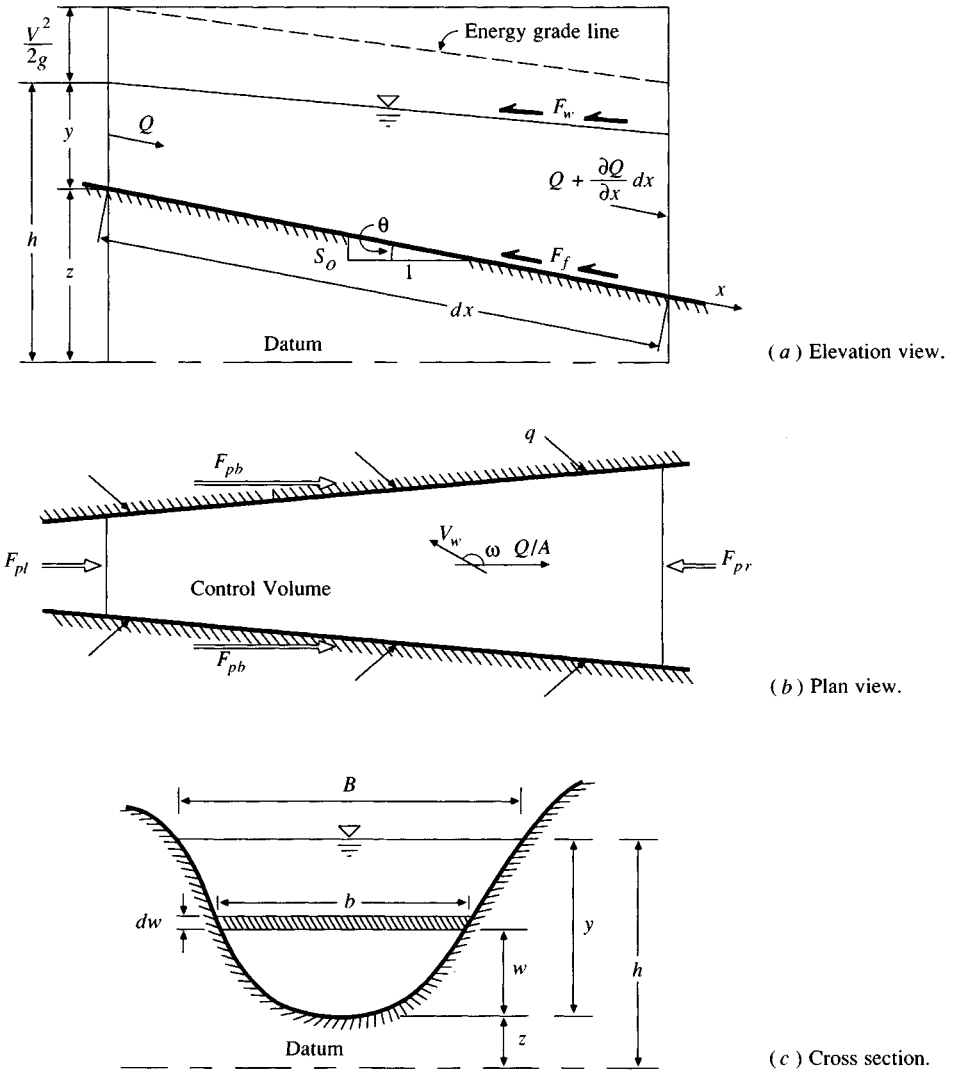 V²/2g
Energy grade line
F_w
y
Q
Q + ∂Q/∂x dx
h
z
θ
S_o
1
F_f
x
dx
Datum
(a) Elevation view.
q
F_pb
V_w
ω
Q/A
F_pl
F_pr
Control Volume
F_pb
(b) Plan view.
B
b
dw
y
w
h
z
Datum
(c) Cross section.